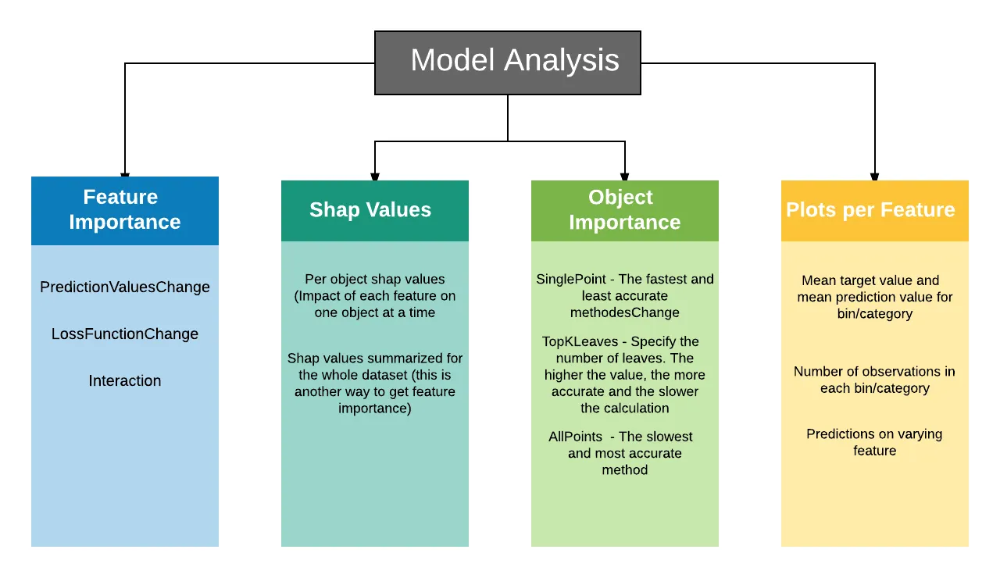 Model Analysis
Feature
Importance
PredictionValuesChange
LossFunctionChange
Interaction
Shap Values
Per object shap values
(Impact of each feature on
one object at a time
Shap values summarized for
the whole dataset (this is
another way to get feature
importance)
Object
Importance
SinglePoint - The fastest and
least accurate
methodesChange
TopKLeaves - Specify the
number of leaves. The
higher the value, the more
accurate and the slower
the calculation
AllPoints  - The slowest
and most accurate
method
Plots per Feature
Mean target value and
mean prediction value for
bin/category
Number of observations in
each bin/category
Predictions on varying
feature